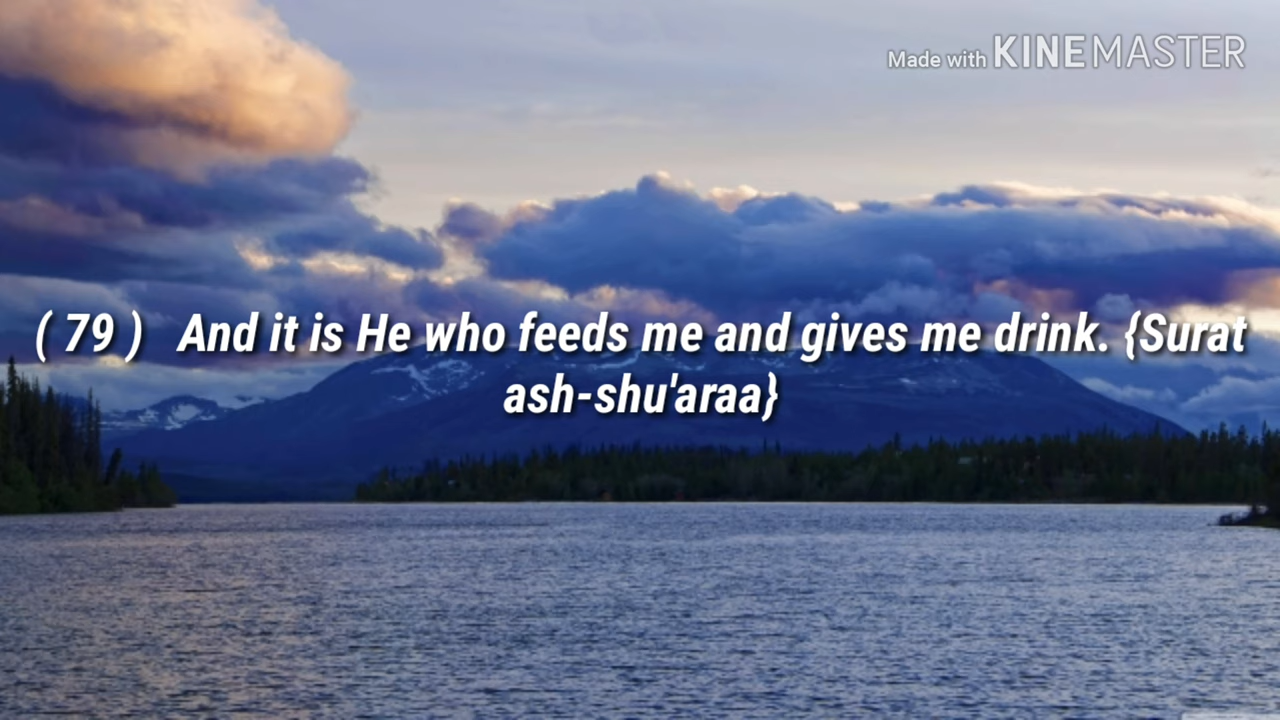 Made with KINEMASTER
( 79 ) And it is He who feeds me and gives me drink. {Surat
ash-shu'araa}